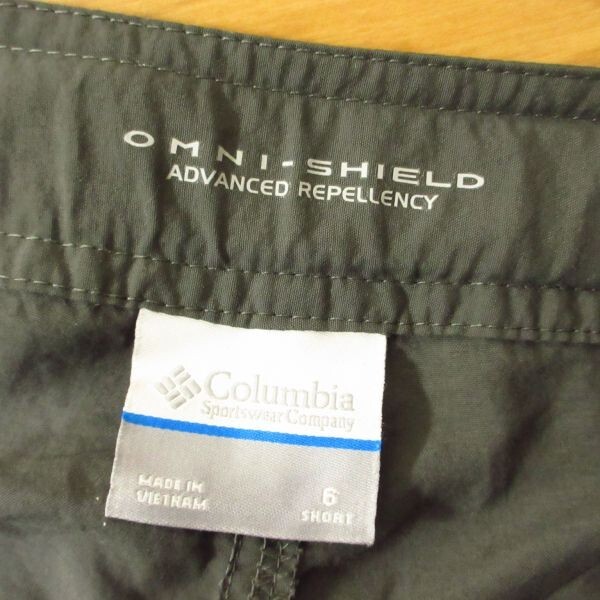 OMNI-SHIELD
ADVANCED REPELLENCY
Columbia
Sportswear Company
MADE IN
VIETNAM
6
SHORT